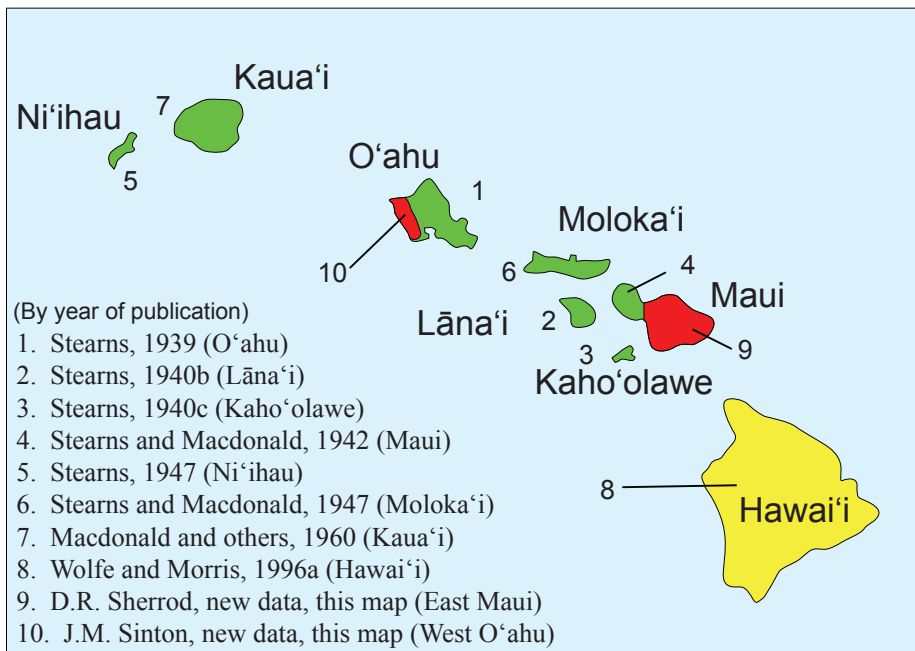 Kaua‘i
7
Ni‘ihau
5
O‘ahu
1
10
Moloka‘i
6
4
Maui
Lāna‘i
2
9
3
Kaho‘olawe
8
Hawai‘i
(By year of publication)
1. Stearns, 1939 (O‘ahu)
2. Stearns, 1940b (Lāna‘i)
3. Stearns, 1940c (Kaho‘olawe)
4. Stearns and Macdonald, 1942 (Maui)
5. Stearns, 1947 (Ni‘ihau)
6. Stearns and Macdonald, 1947 (Moloka‘i)
7. Macdonald and others, 1960 (Kaua‘i)
8. Wolfe and Morris, 1996a (Hawai‘i)
9. D.R. Sherrod, new data, this map (East Maui)
10. J.M. Sinton, new data, this map (West O‘ahu)